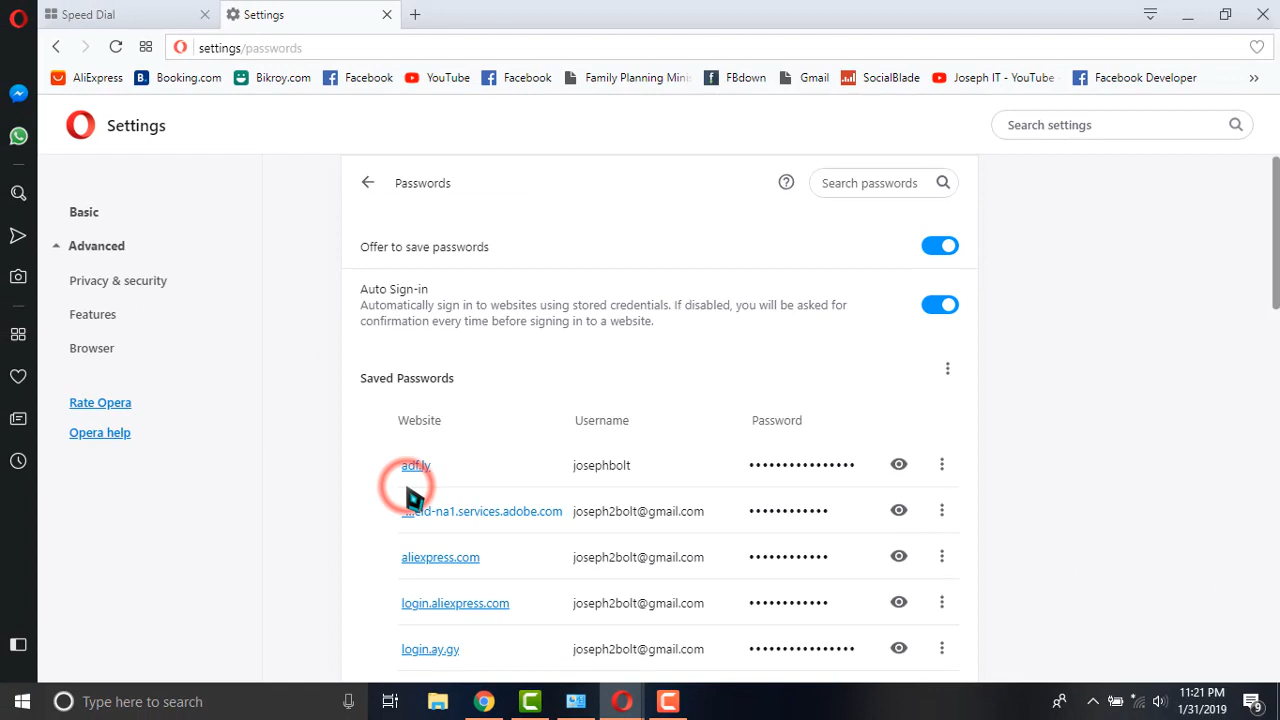 Speed Dial
Settings
settings/passwords
AliExpress
Booking.com
Bikroy.com
Facebook
YouTube
Facebook
Family Planning Mini
FBdown
Gmail
SocialBlade
Joseph IT - YouTube
Facebook Developer
Settings
Search settings
Basic
Advanced
Privacy & security
Features
Browser
Rate Opera
Opera help
Passwords
Search passwords
Offer to save passwords
Auto Sign-in
Automatically sign in to websites using stored credentials. If disabled, you will be asked for
confirmation every time before signing in to a website.
Saved Passwords
Website Username Password
adf.ly josephbolt ••••••••••••••••
-na1.services.adobe.com joseph2bolt@gmail.com ••••••••••••
aliexpress.com joseph2bolt@gmail.com ••••••••••••
login.aliexpress.com joseph2bolt@gmail.com ••••••••••••
login.ay.gy joseph2bolt@gmail.com ••••••••••••••••
Type here to search
11:21 PM
1/31/2019
9